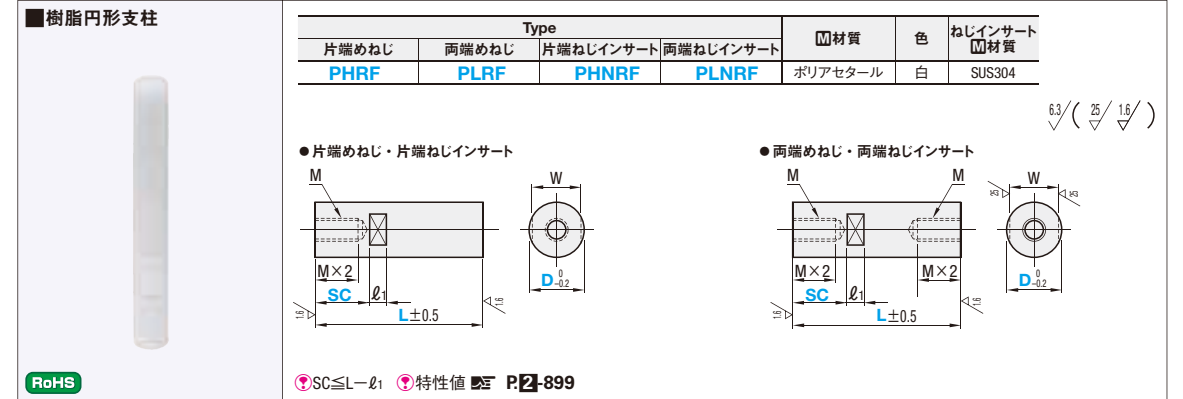 ■樹脂円形支柱
RoHS
Type
M材質
色
ねじインサート
M材質
片端めねじ
両端めねじ
片端ねじインサート
両端ねじインサート
PHRF
PLRF
PHNRF
PLNRF
ポリアセタール
白
SUS304
6.3 ( 25 1.6 )
●片端めねじ・片端ねじインサート
M
W
M×2
SC
ℓ1
D 0 -0.2
1.6
1.6
L±0.5
●両端めねじ・両端ねじインサート
M
M
W
M×2
M×2
SC
ℓ1
D 0 -0.2
1.6
1.6
L±0.5
SC≦L－ℓ1 特性値 P.2-899